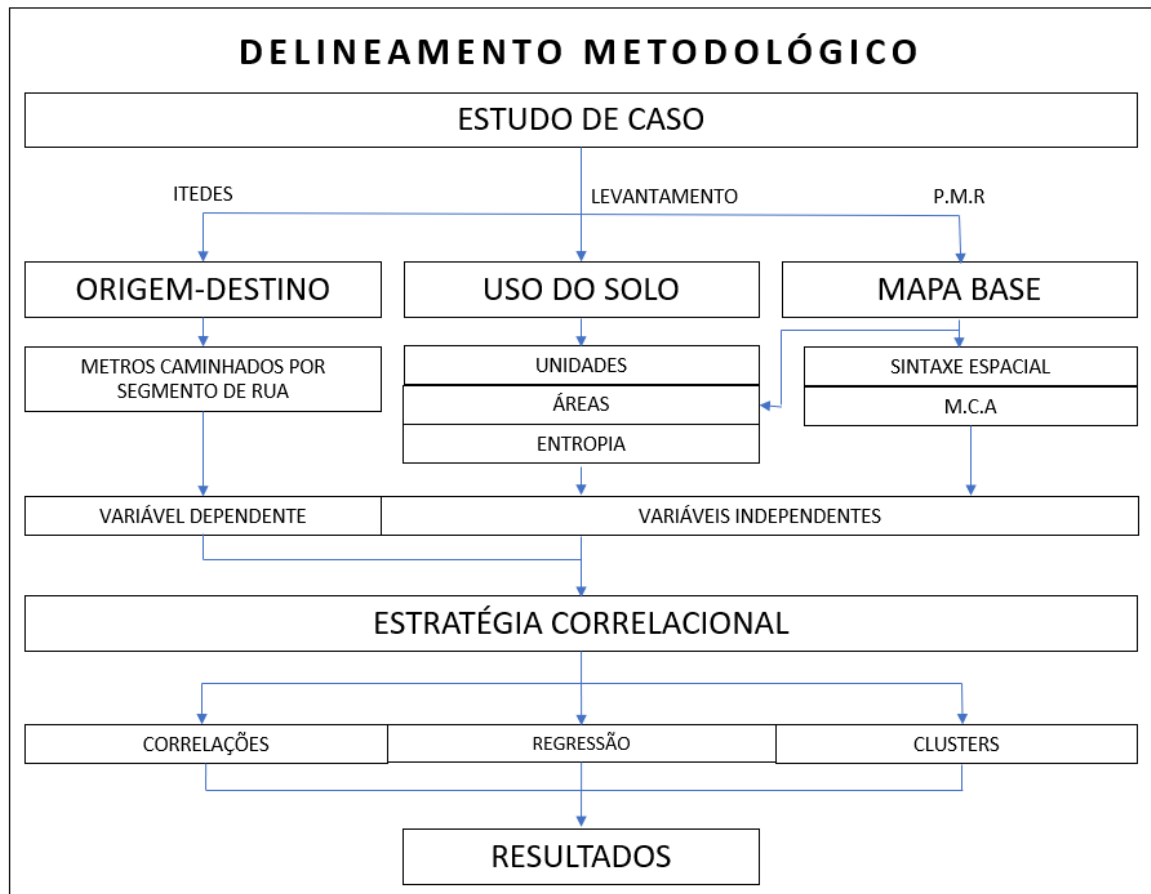 DELINEAMENTO METODOLÓGICO
ESTUDO DE CASO
ITEDES
LEVANTAMENTO
P.M.R
ORIGEM-DESTINO
USO DO SOLO
MAPA BASE
METROS CAMINHADOS POR
SEGMENTO DE RUA
UNIDADES
ÁREAS
ENTROPIA
SINTAXE ESPACIAL
M.C.A
VARIÁVEL DEPENDENTE
VARIÁVEIS INDEPENDENTES
ESTRATÉGIA CORRELACIONAL
CORRELAÇÕES
REGRESSÃO
CLUSTERS
RESULTADOS